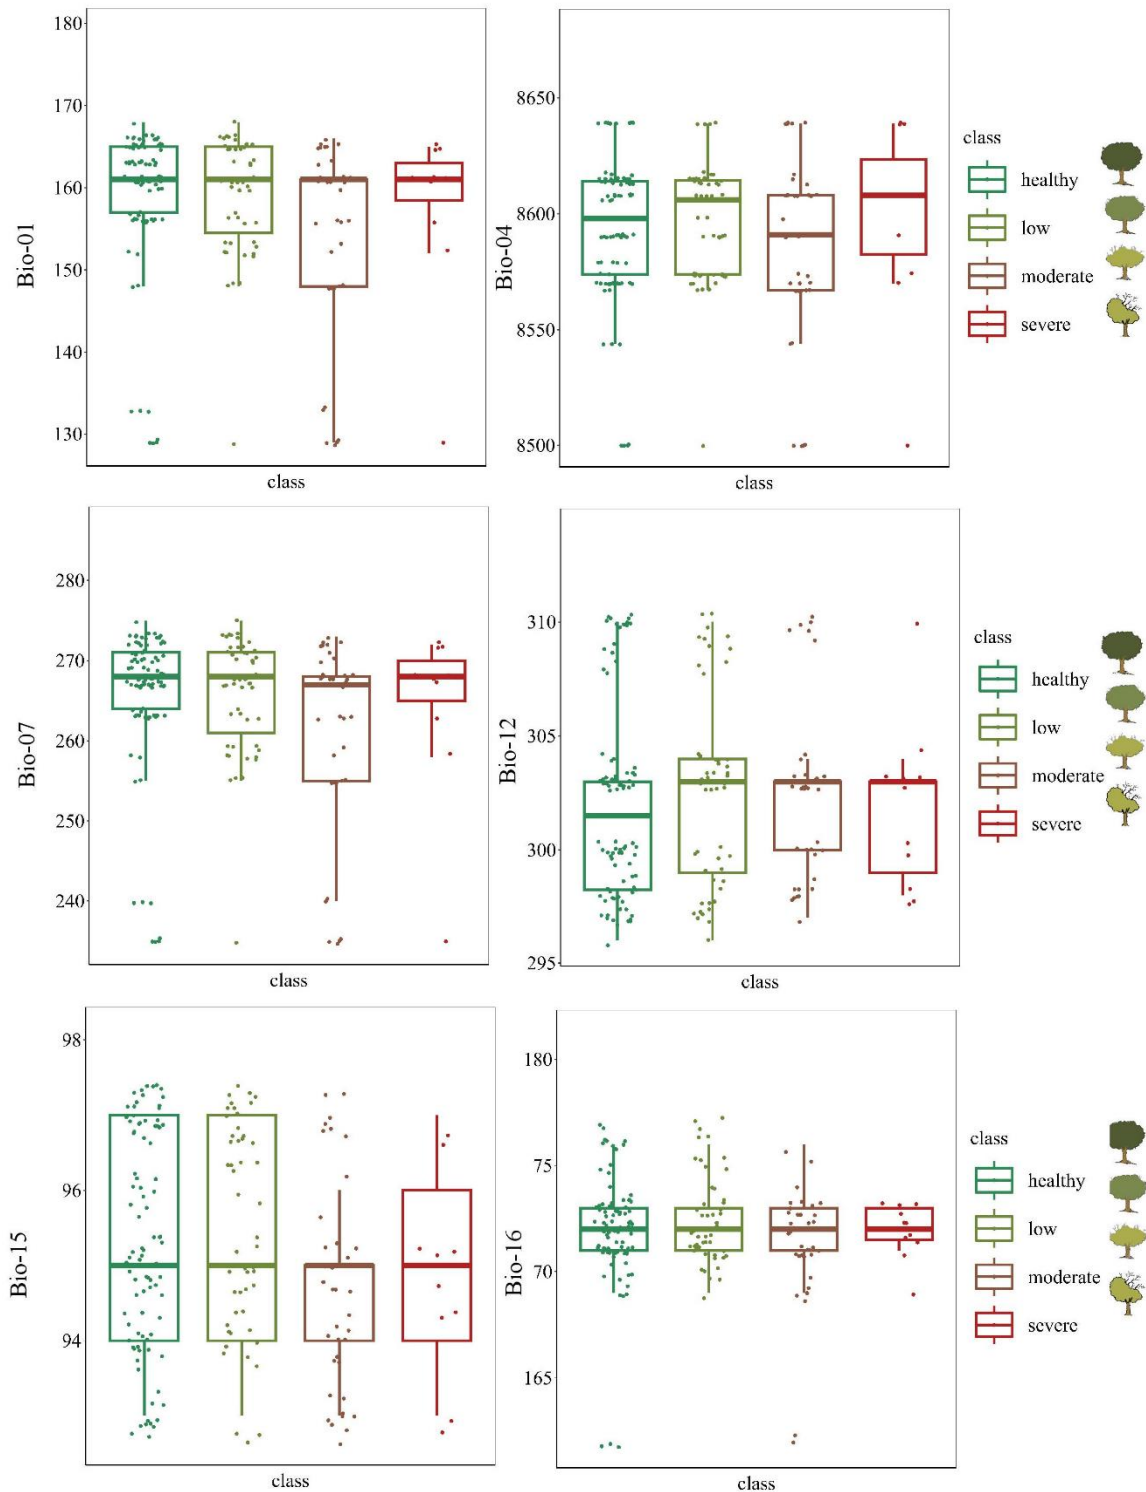 180
170
160
150
140
130
Bio-01
class
8650
8600
8550
8500
Bio-04
class
class
healthy
low
moderate
severe
280
270
260
250
240
Bio-07
class
310
305
300
295
Bio-12
class
class
healthy
low
moderate
severe
98
96
94
Bio-15
class
180
75
70
165
Bio-16
class
class
healthy
low
moderate
severe